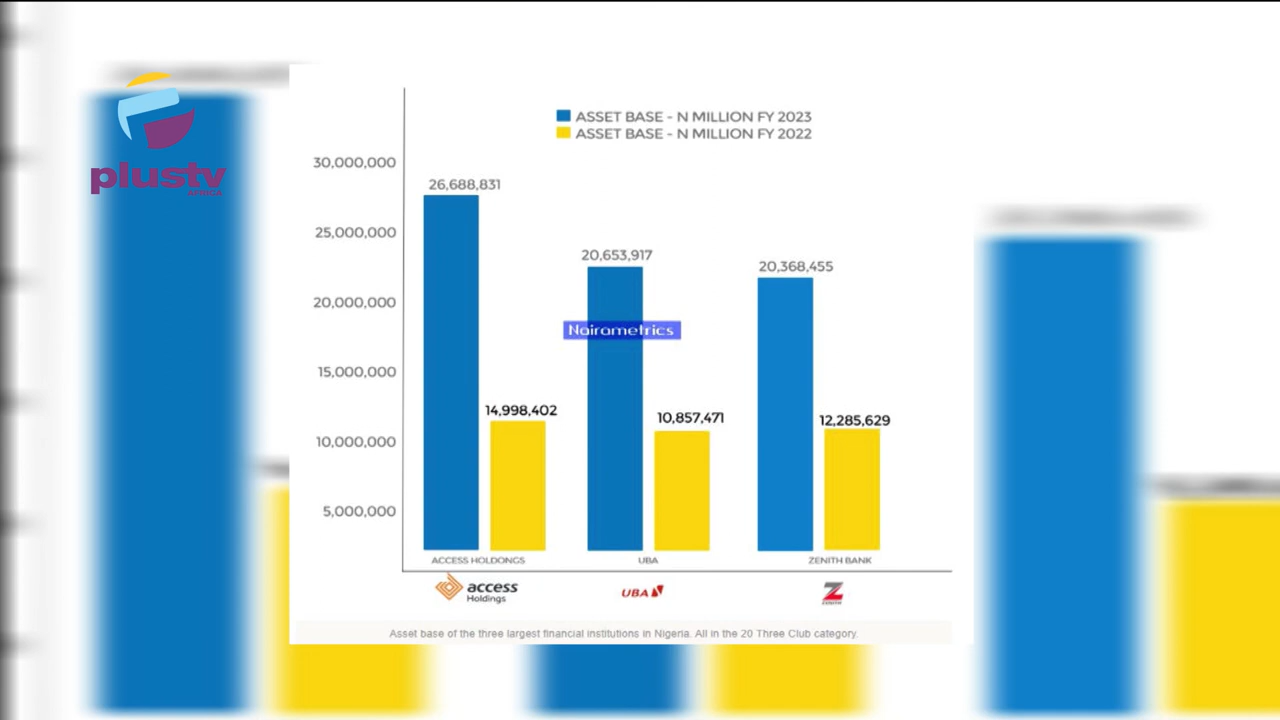 plustv
AFRICA
ASSET BASE - N MILLION FY 2023
ASSET BASE - N MILLION FY 2022
30,000,000
25,000,000
20,000,000
15,000,000
10,000,000
5,000,000
26,688,831
14,998,402
20,653,917
10,857,471
20,368,455
12,285,629
Nairametrics
ACCESS HOLDONGS
UBA
ZENITH BANK
access
Holdings
UBA
ZENITH
Asset base of the three largest financial institutions in Nigeria. All in the 20 Three Club category.